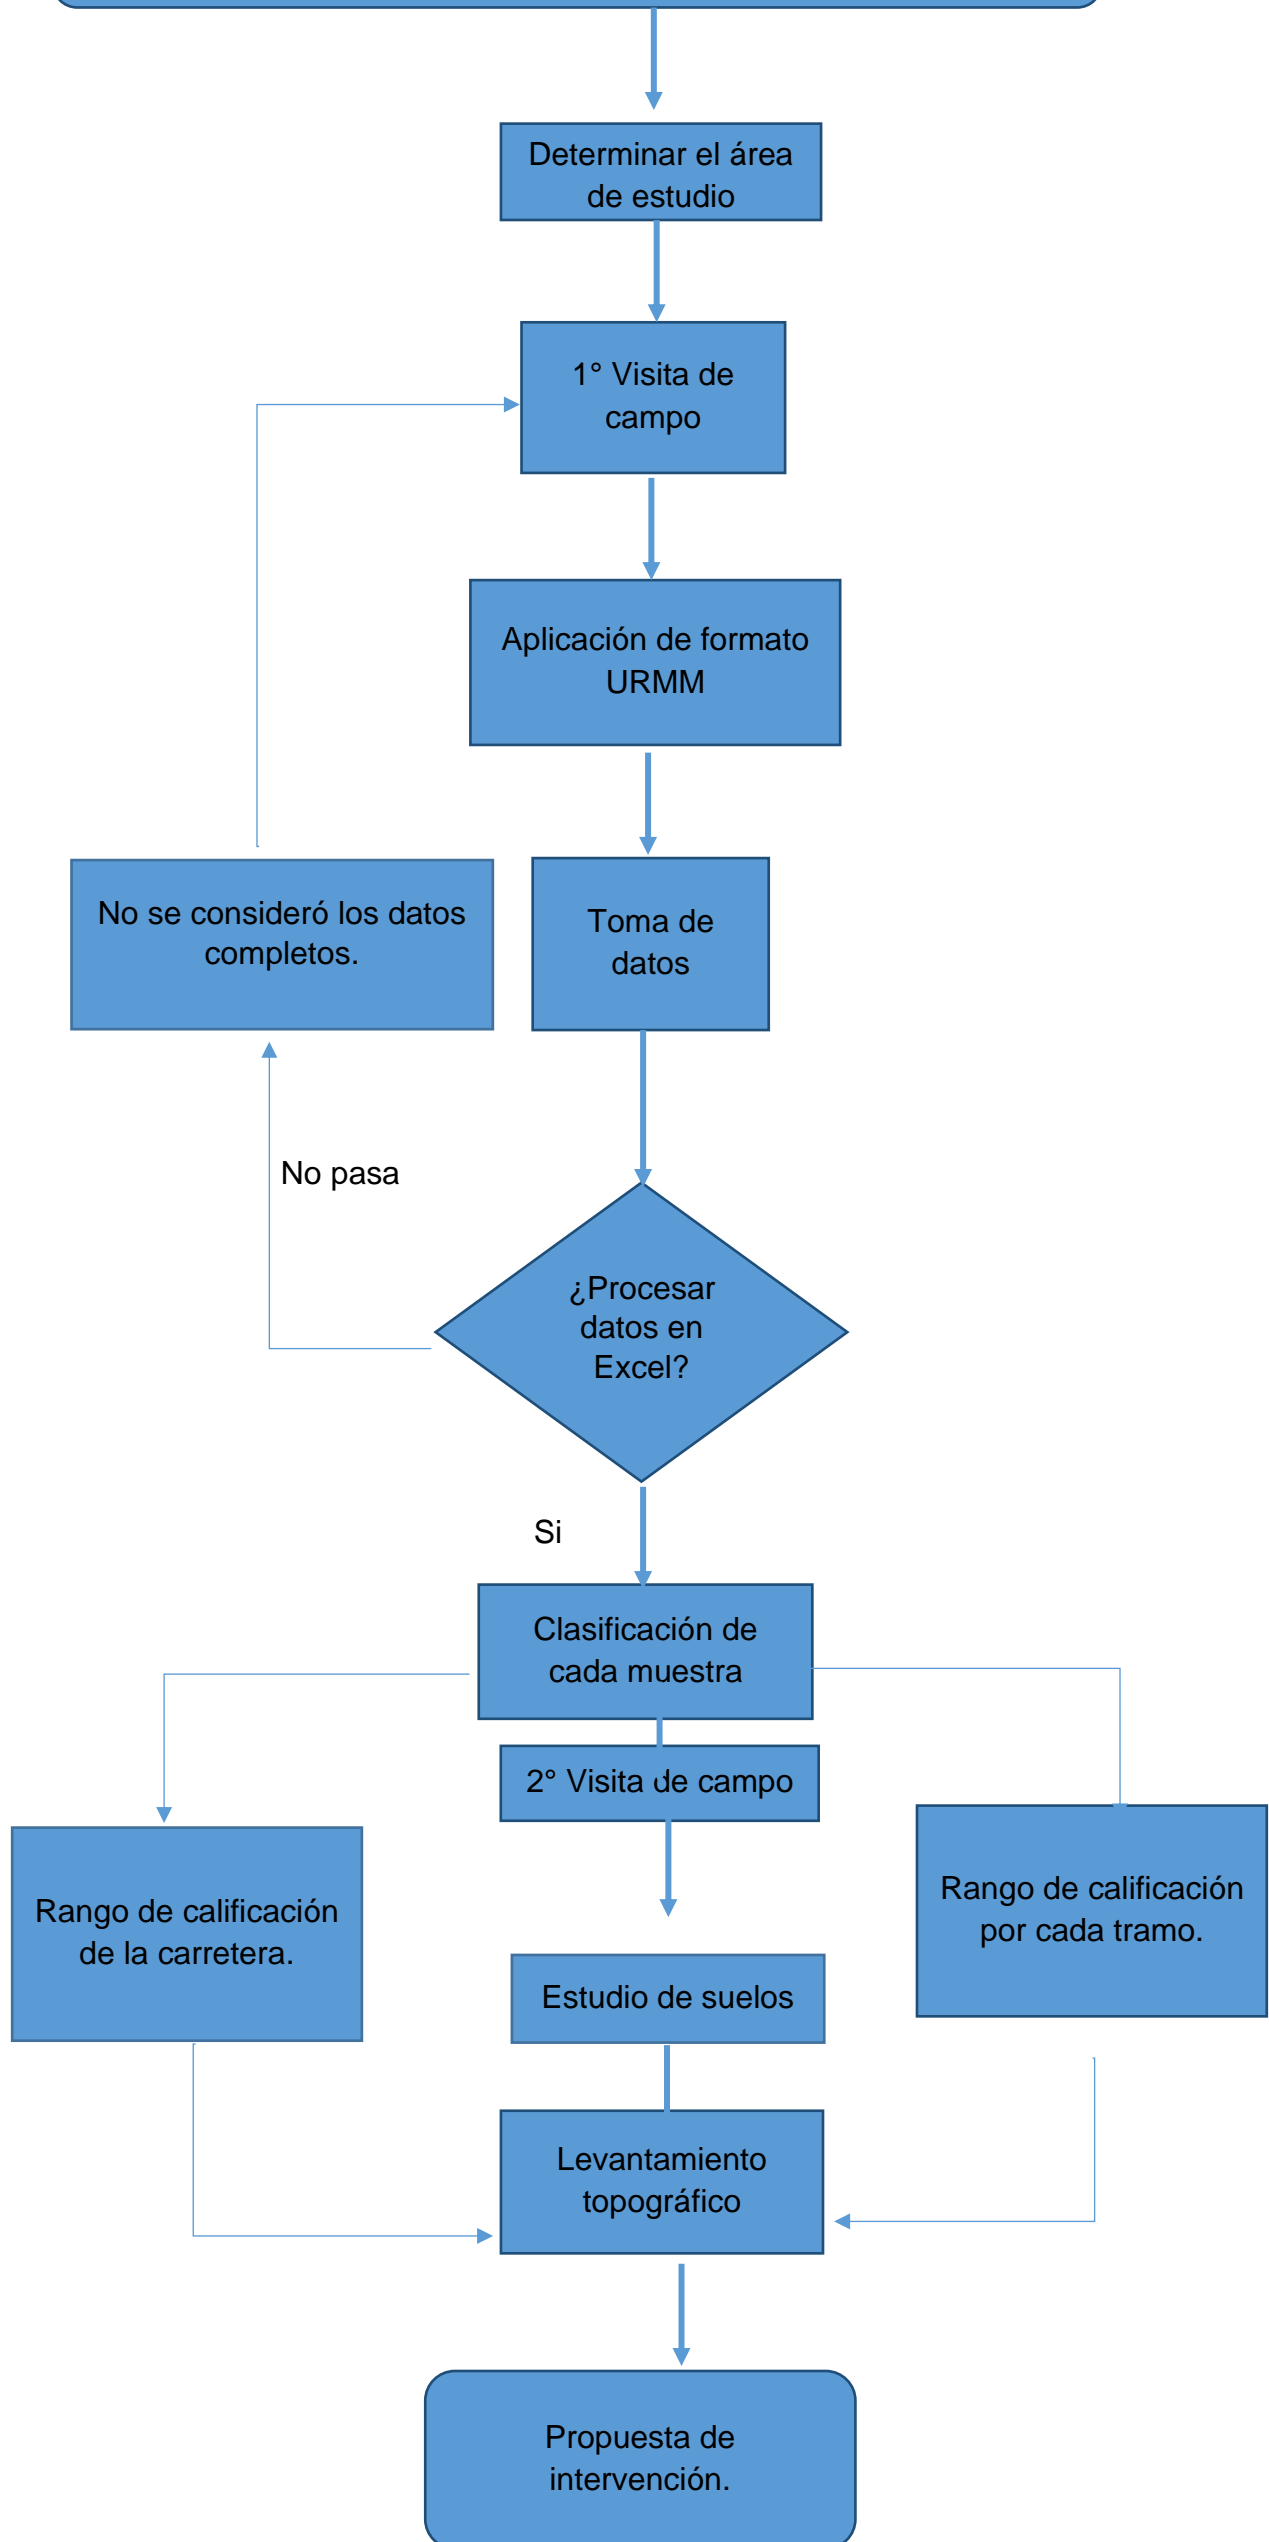 Determinar el área
de estudio
1° Visita de
campo
Aplicación de formato
URMM
No se consideró los datos
completos.
Toma de
datos
No pasa
¿Procesar
datos en
Excel?
Si
Clasificación de
cada muestra
2° Visita de campo
Rango de calificación
de la carretera.
Rango de calificación
por cada tramo.
Estudio de suelos
Levantamiento
topográfico
Propuesta de
intervención.